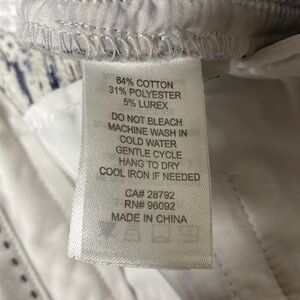 64% COTTON
31% POLYESTER
5% LUREX
DO NOT BLEACH
MACHINE WASH IN
COLD WATER
GENTLE CYCLE
HANG TO DRY
COOL IRON IF NEEDED
CA# 28792
RN# 96092
MADE IN CHINA